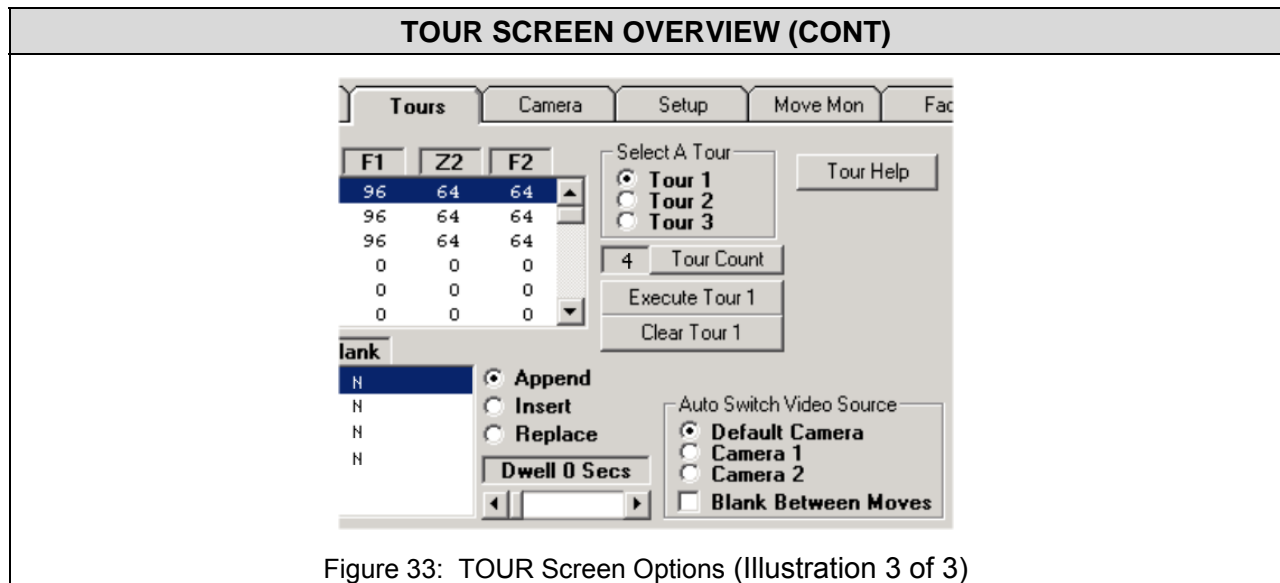 TOUR SCREEN OVERVIEW (CONT)
Tours Camera Setup Move Mon Fac
F1 Z2 F2
96 64 64
96 64 64
96 64 64
0 0 0
0 0 0
0 0 0
Select A Tour
Tour 1
Tour 2
Tour 3
Tour Help
4 Tour Count
Execute Tour 1
Clear Tour 1
lank
N
N
N
N
Append
Insert
Replace
Dwell 0 Secs
Auto Switch Video Source
Default Camera
Camera 1
Camera 2
Blank Between Moves
Figure 33: TOUR Screen Options (Illustration 3 of 3)